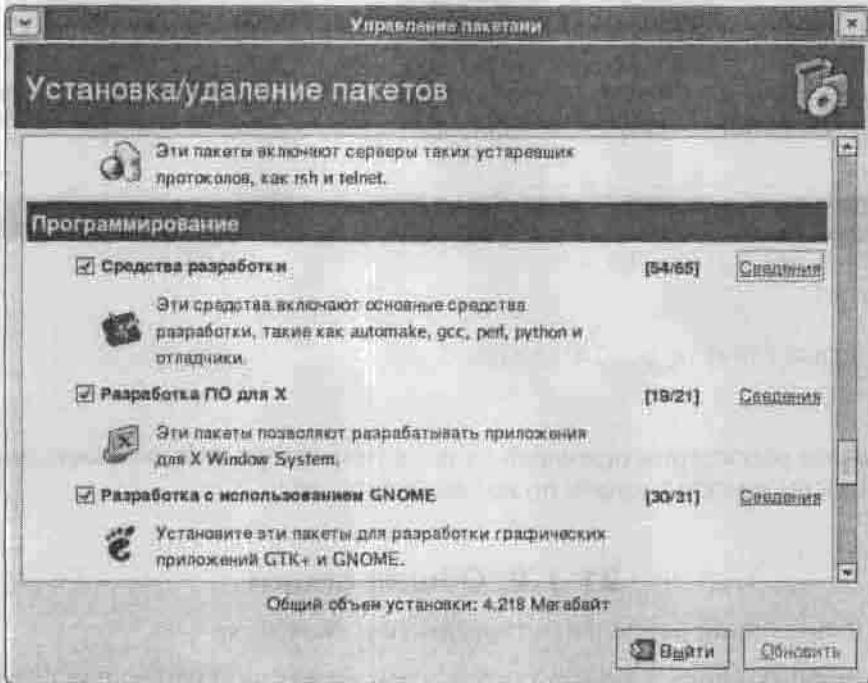 Управление пакетами
Установка/удаление пакетов
Эти пакеты включают серверы таких устаревших
протоколов, как rsh и telnet.
Программирование
Средства разработки [54/65] Сведения
Эти средства включают основные средства
разработки, такие как automake, gcc, perl, python и
отладчики.
Разработка ПО для X [19/21] Сведения
Эти пакеты позволяют разрабатывать приложения
для X Window System.
Разработка с использованием GNOME [30/31] Сведения
Установите эти пакеты для разработки графических
приложений GTK+ и GNOME.
Общий объем установки: 4,218 Мегабайт
Выйти Обновить